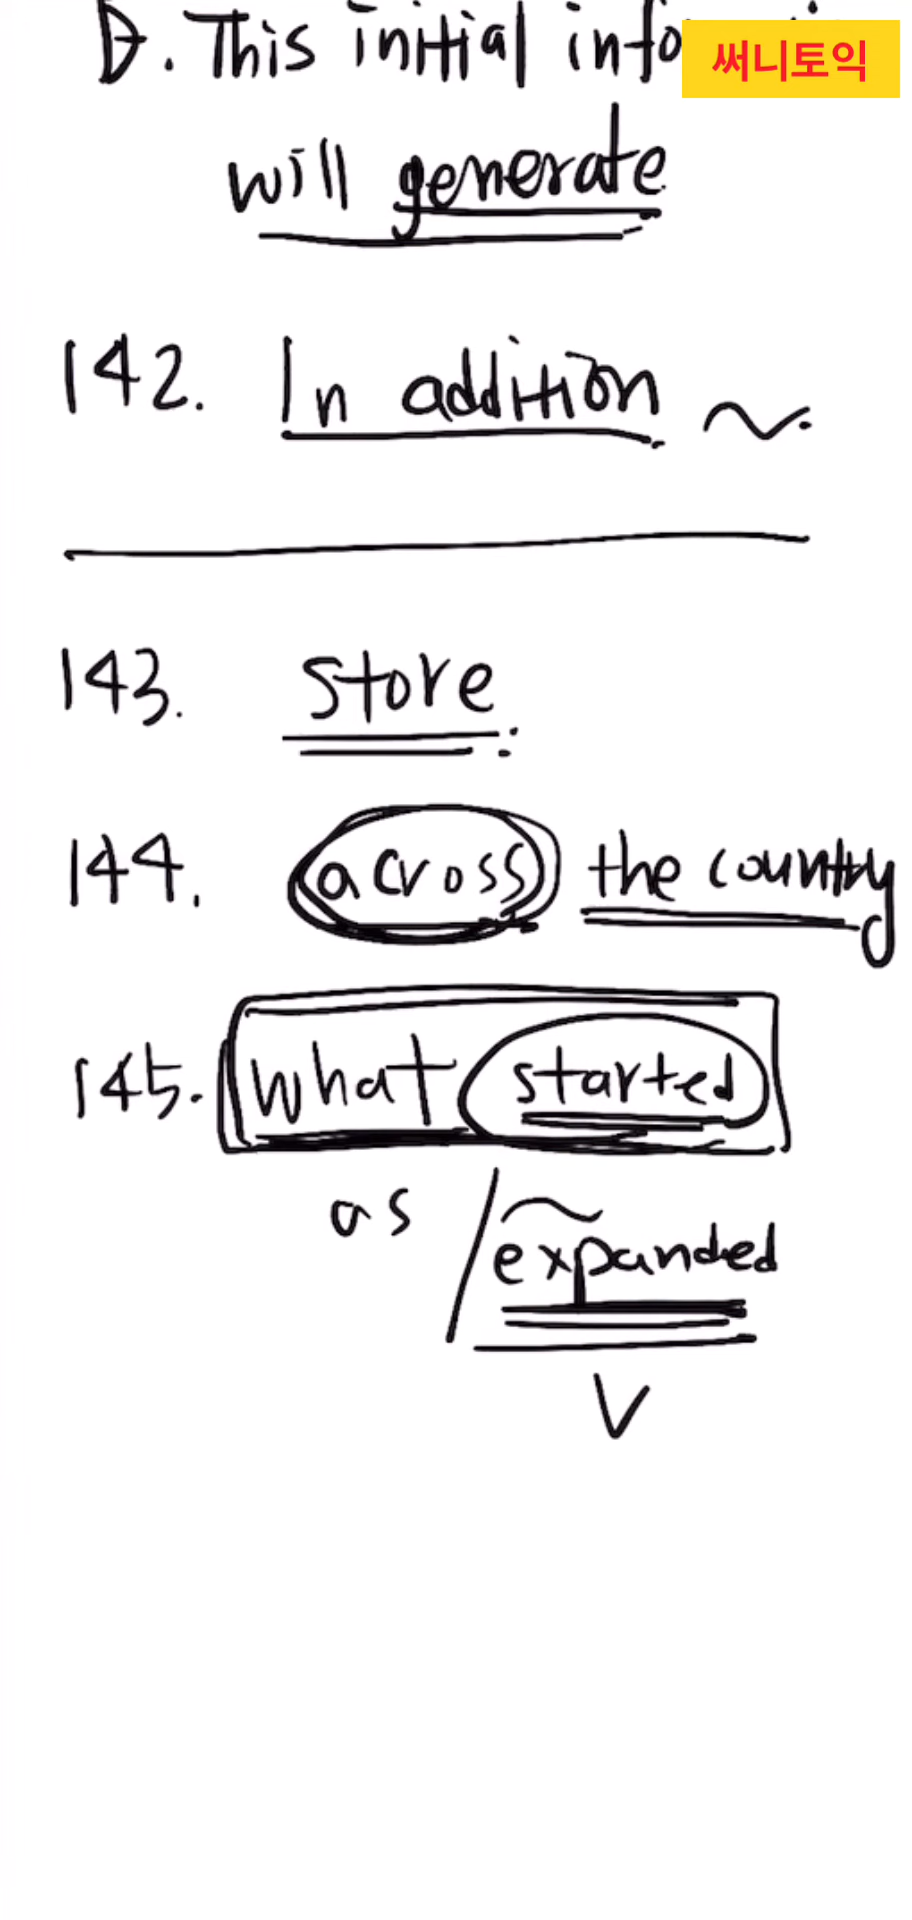 D. This initial info
써니토익
will generate
142. In addition ~.
143. store
144. across the country
145. what started
as / expanded
V